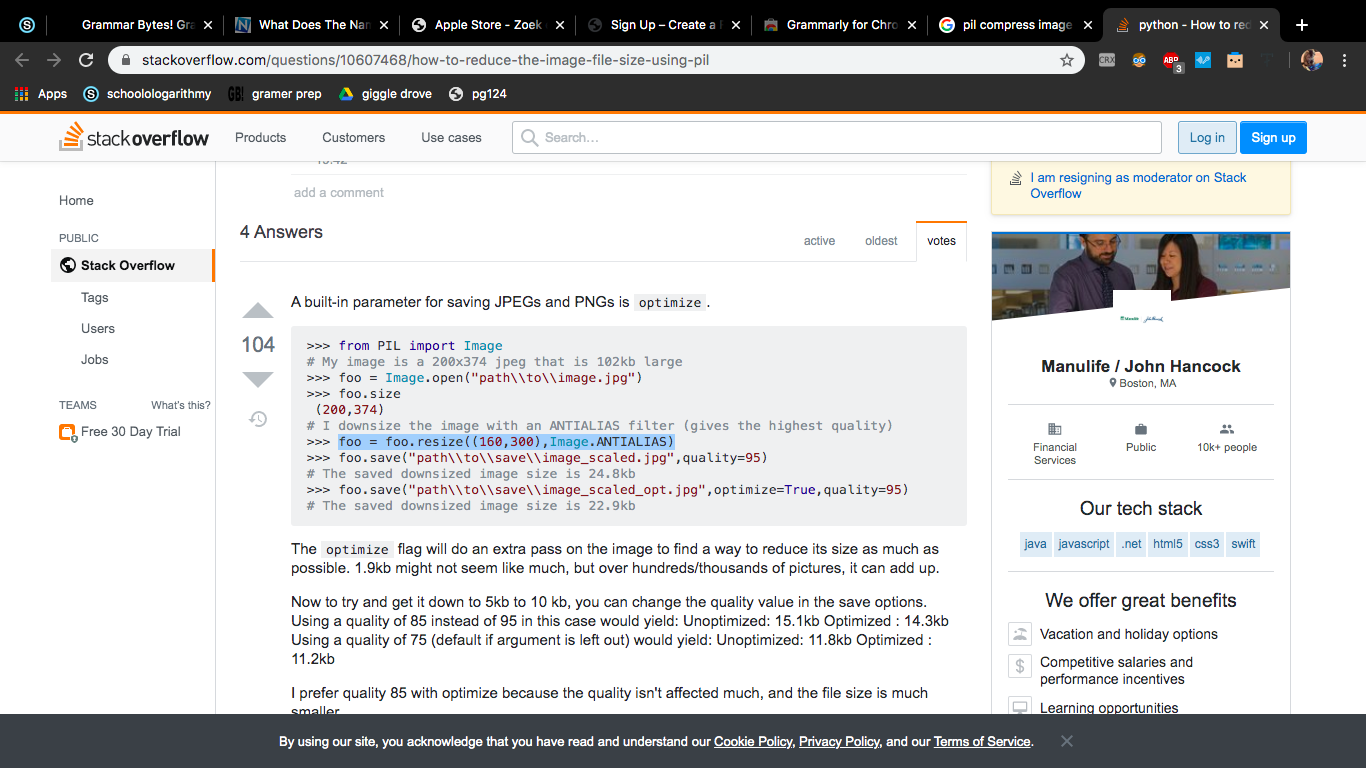 Grammar Bytes! Gra
What Does The Nan
Apple Store - Zoek
Sign Up – Create a F
Grammarly for Chro
pil compress image
python - How to red
stackoverflow.com/questions/10607468/how-to-reduce-the-image-file-size-using-pil
CRX
ABP
3
Apps
schoolologarithmy
GB!
gramer prep
giggle drove
pg124
stackoverflow
Products
Customers
Use cases
Search...
Log in
Sign up
Home
PUBLIC
Stack Overflow
Tags
Users
Jobs
TEAMS
What's this?
Free 30 Day Trial
add a comment
4 Answers
active
oldest
votes
104
A built-in parameter for saving JPEGs and PNGs is optimize.
>>> from PIL import Image
# My image is a 200x374 jpeg that is 102kb large
>>> foo = Image.open("path\\to\\image.jpg")
>>> foo.size
(200,374)
# I downsize the image with an ANTIALIAS filter (gives the highest quality)
>>> foo = foo.resize((160,300),Image.ANTIALIAS)
>>> foo.save("path\\to\\save\\image_scaled.jpg",quality=95)
# The saved downsized image size is 24.8kb
>>> foo.save("path\\to\\save\\image_scaled_opt.jpg",optimize=True,quality=95)
# The saved downsized image size is 22.9kb
The optimize flag will do an extra pass on the image to find a way to reduce its size as much as
possible. 1.9kb might not seem like much, but over hundreds/thousands of pictures, it can add up.
Now to try and get it down to 5kb to 10 kb, you can change the quality value in the save options.
Using a quality of 85 instead of 95 in this case would yield: Unoptimized: 15.1kb Optimized : 14.3kb
Using a quality of 75 (default if argument is left out) would yield: Unoptimized: 11.8kb Optimized :
11.2kb
I prefer quality 85 with optimize because the quality isn't affected much, and the file size is much
smaller
I am resigning as moderator on Stack
Overflow
Manulife / John Hancock
Boston, MA
Financial
Services
Public
10k+ people
Our tech stack
java
javascript
.net
html5
css3
swift
We offer great benefits
Vacation and holiday options
Competitive salaries and
performance incentives
Learning opportunities
By using our site, you acknowledge that you have read and understand our Cookie Policy, Privacy Policy, and our Terms of Service.